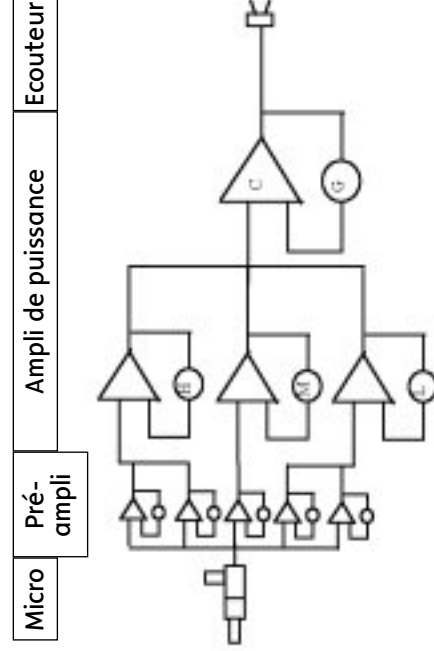 Micro
Pré-
ampli
Ampli de puissance
Ecouteur
H
M
L
C
G